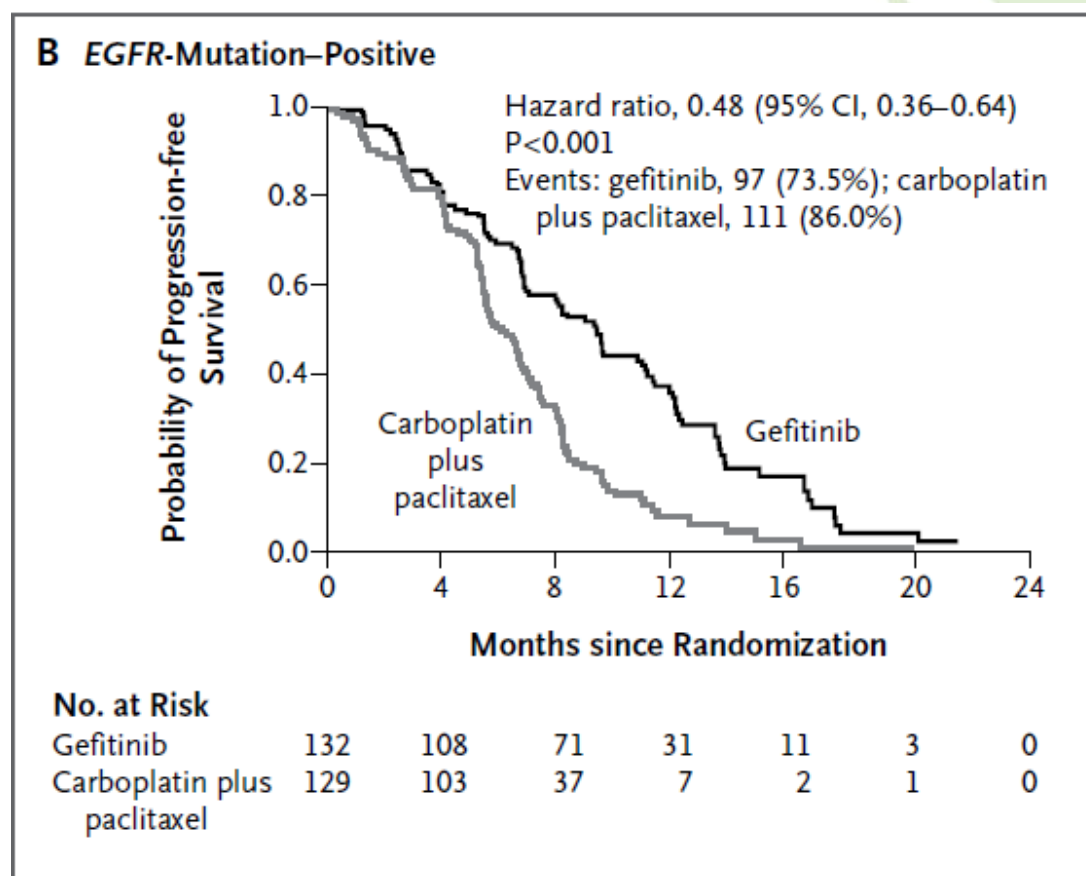 B EGFR-Mutation–Positive
Hazard ratio, 0.48 (95% CI, 0.36–0.64)
P<0.001
Events: gefitinib, 97 (73.5%); carboplatin
plus paclitaxel, 111 (86.0%)
Probability of Progression-free
Survival
1.0
0.8
0.6
0.4
0.2
0.0
Carboplatin
plus
paclitaxel
Gefitinib
0 4 8 12 16 20 24
Months since Randomization
No. at Risk
Gefitinib 132 108 71 31 11 3 0
Carboplatin plus 129 103 37 7 2 1 0
paclitaxel